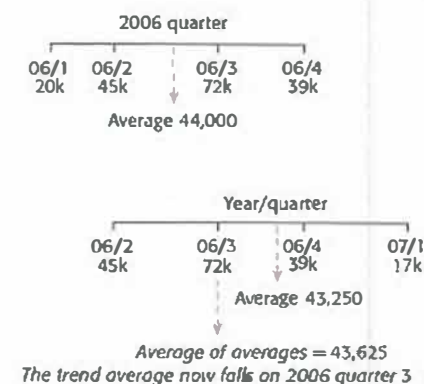 2006 quarter
06/1 06/2 06/3 06/4
20k 45k 72k 39k
Average 44,000
Year/quarter
06/2 06/3 06/4 07/1
45k 72k 39k 17k
Average 43,250
Average of averages = 43,625
The trend average now falls on 2006 quarter 3